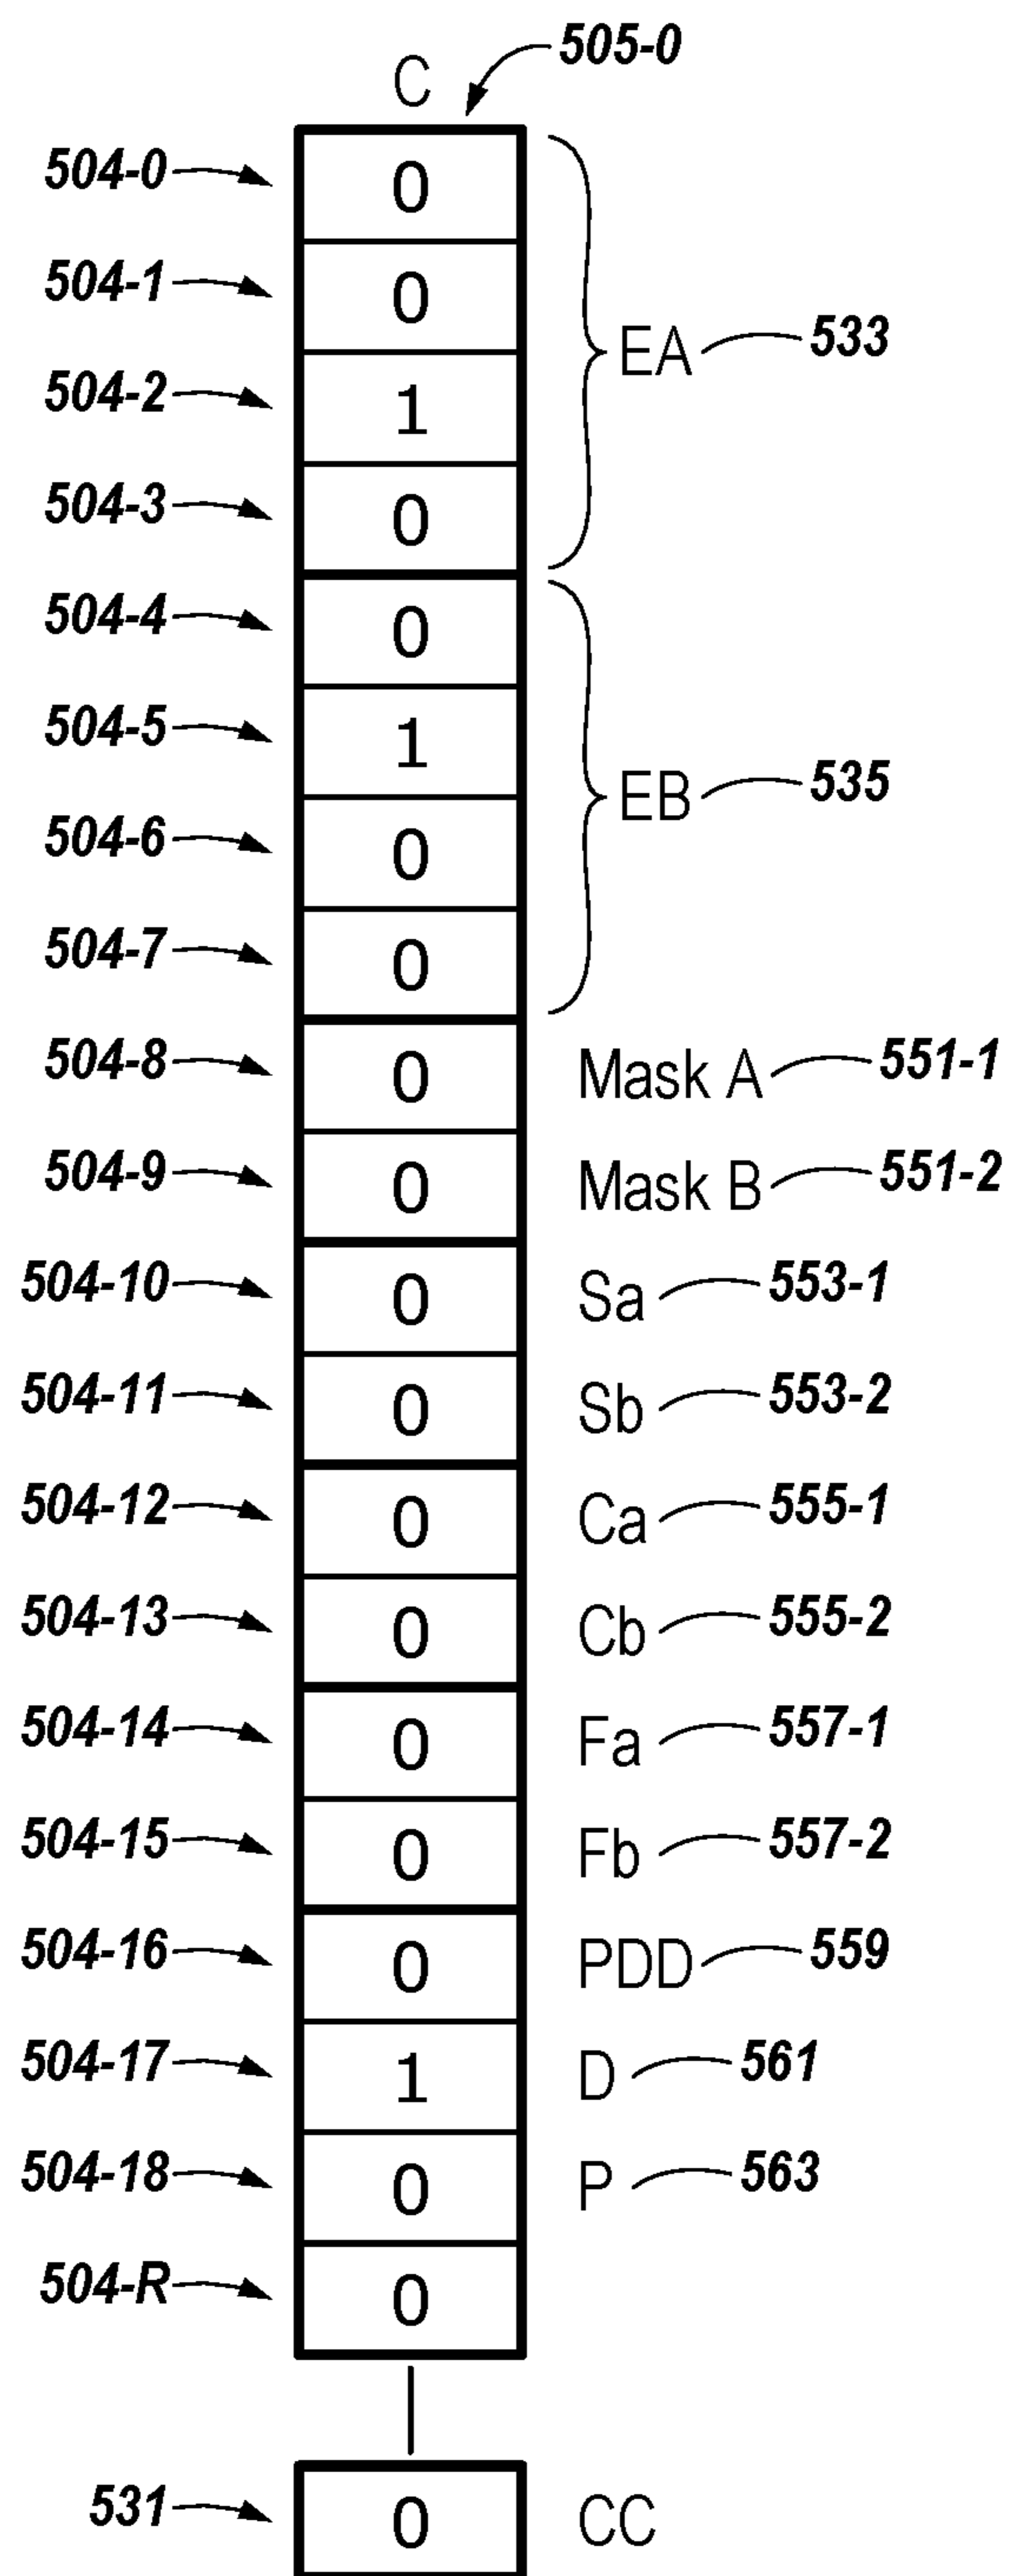 C 505-0
504-0 0
504-1 0
EA 533
504-2 1
504-3 0
504-4 0
504-5 1
EB 535
504-6 0
504-7 0
504-8 0 Mask A 551-1
504-9 0 Mask B 551-2
504-10 0 Sa 553-1
504-11 0 Sb 553-2
504-12 0 Ca 555-1
504-13 0 Cb 555-2
504-14 0 Fa 557-1
504-15 0 Fb 557-2
504-16 0 PDD 559
504-17 1 D 561
504-18 0 P 563
504-R 0
531 0 CC